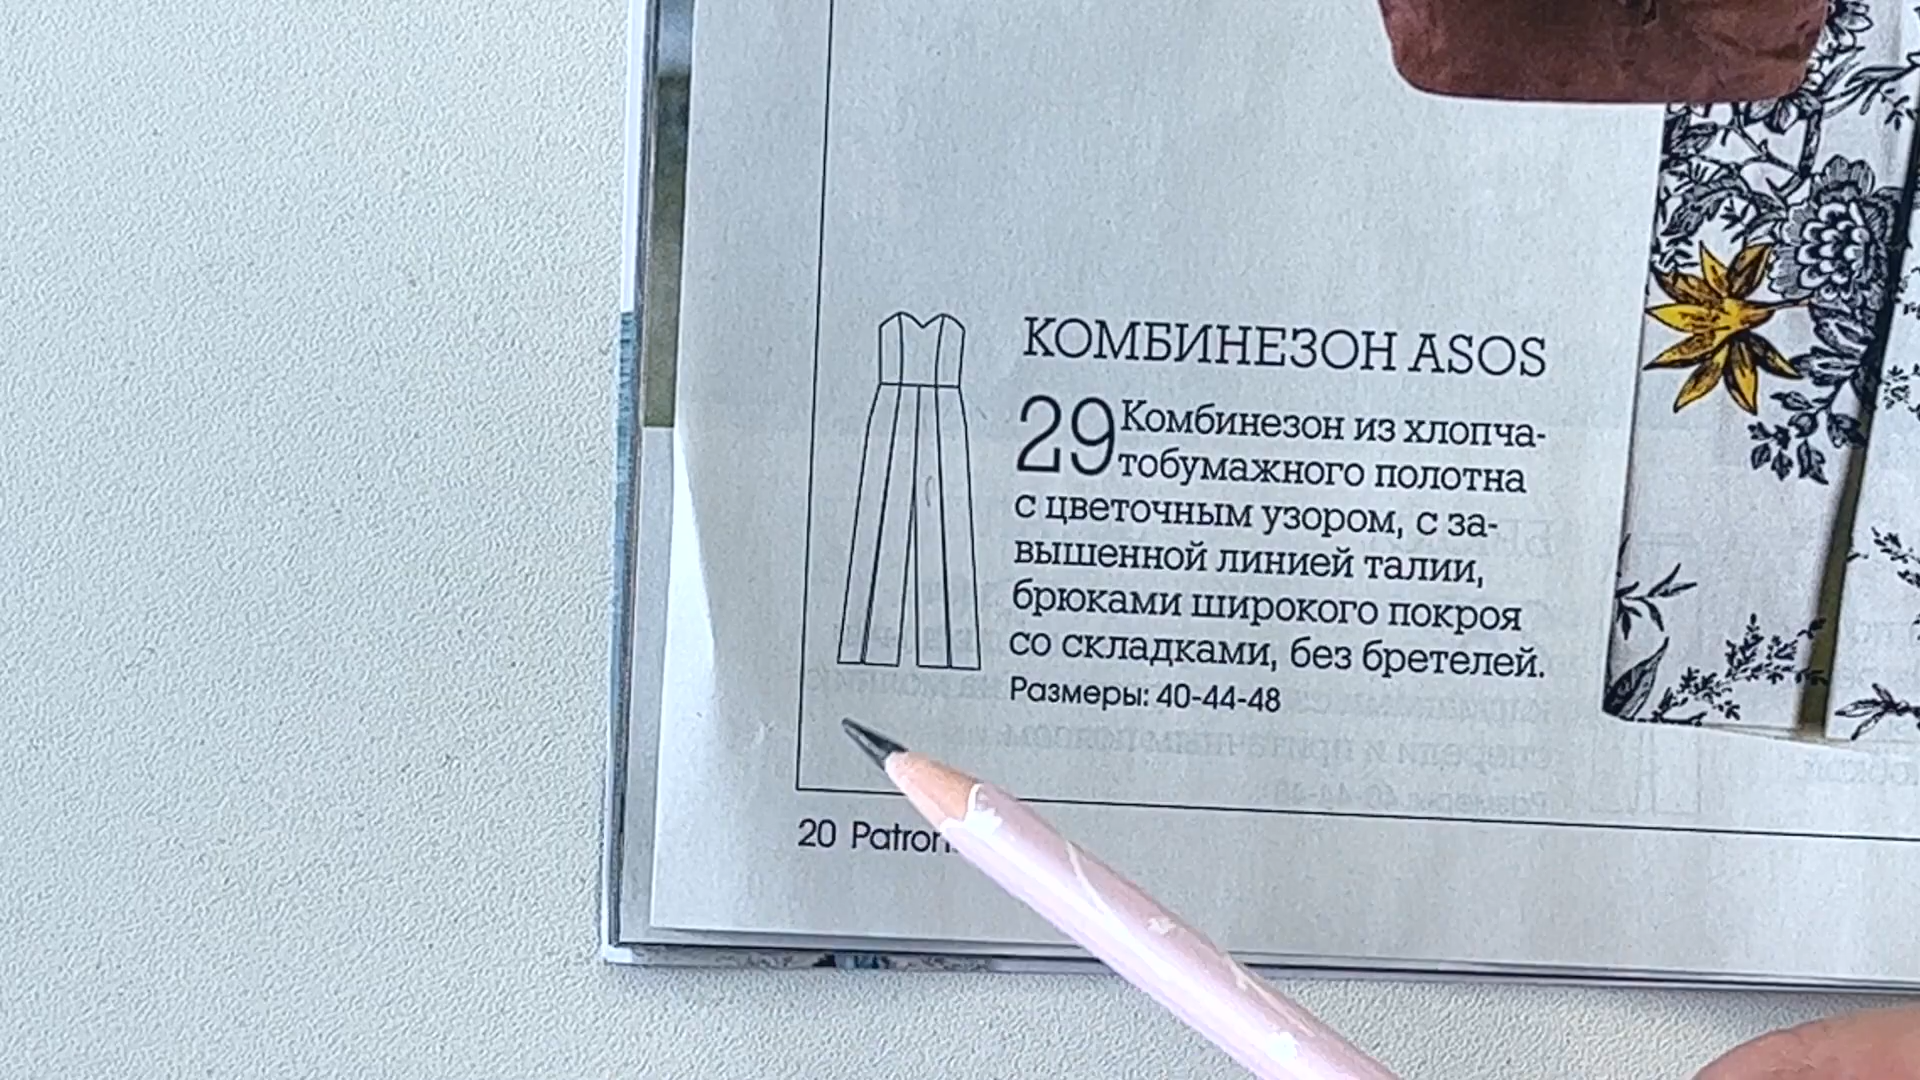 КОМБИНЕЗОН ASOS
29 Комбинезон из хлопча-
тобумажного полотна
с цветочным узором, с за-
вышенной линией талии,
брюками широкого покроя
со складками, без бретелей.
Размеры: 40-44-48
20 Patron